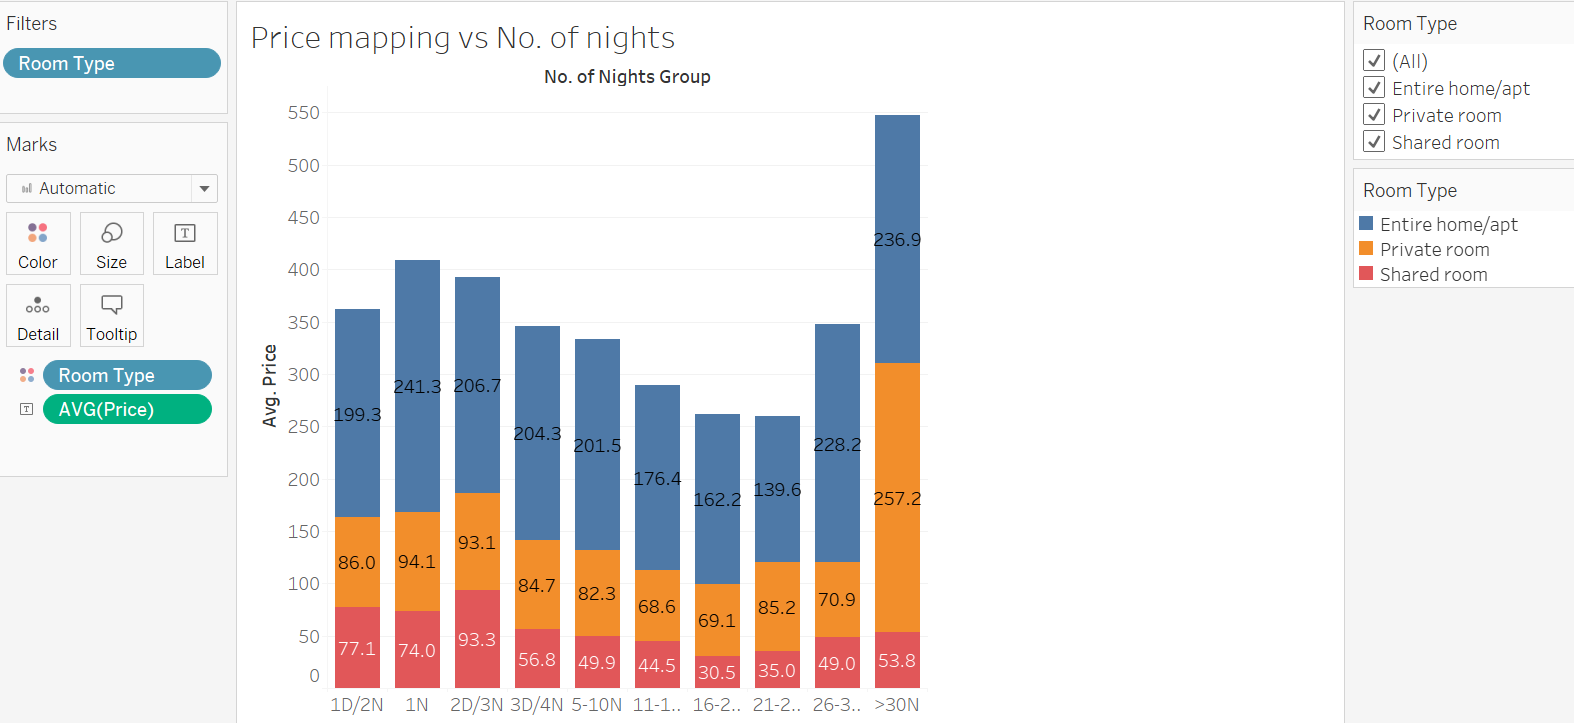 Filters
Room Type
Marks
Automatic
Color
Size
Label
Detail
Tooltip
Room Type
AVG(Price)
Price mapping vs No. of nights
No. of Nights Group
Avg. Price
550
500
450
400
350
300
250
200
150
100
50
0
199.3
241.3
206.7
204.3
201.5
176.4
162.2
139.6
228.2
236.9
86.0
94.1
93.1
84.7
82.3
68.6
69.1
85.2
70.9
257.2
77.1
74.0
93.3
56.8
49.9
44.5
30.5
35.0
49.0
53.8
1D/2N
1N
2D/3N
3D/4N
5-10N
11-1..
16-2..
21-2..
26-3..
>30N
Room Type
(All)
Entire home/apt
Private room
Shared room
Room Type
Entire home/apt
Private room
Shared room